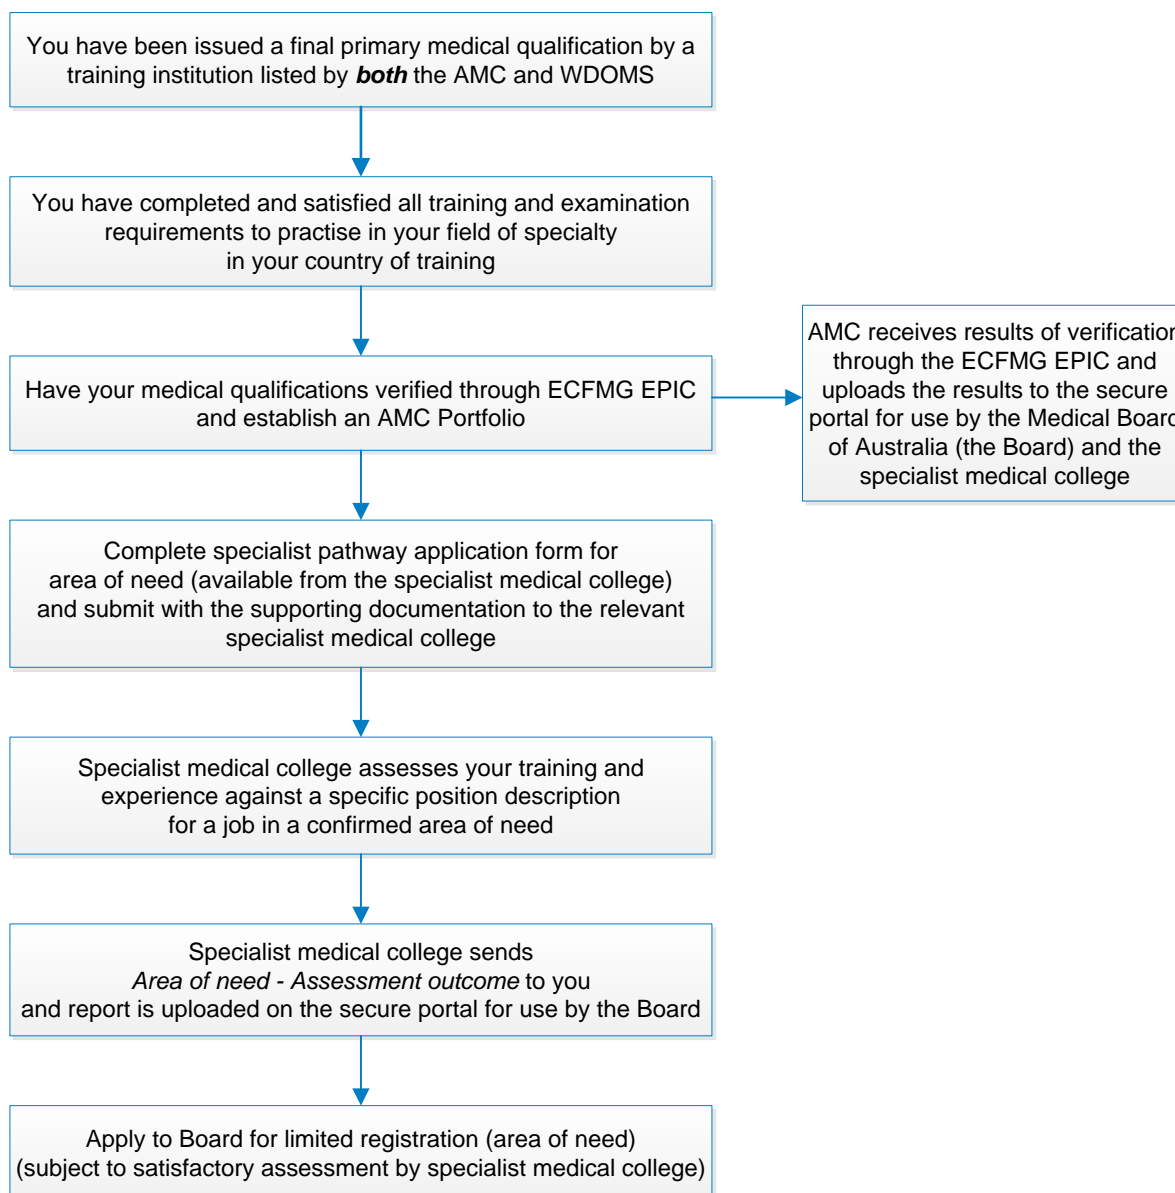 You have been issued a final primary medical qualification by a
training institution listed by both the AMC and WDOMS
You have completed and satisfied all training and examination
requirements to practise in your field of specialty
in your country of training
Have your medical qualifications verified through ECFMG EPIC
and establish an AMC Portfolio
AMC receives results of verification
through the ECFMG EPIC and
uploads the results to the secure
portal for use by the Medical Board
of Australia (the Board) and the
specialist medical college
Complete specialist pathway application form for
area of need (available from the specialist medical college)
and submit with the supporting documentation to the relevant
specialist medical college
Specialist medical college assesses your training and
experience against a specific position description
for a job in a confirmed area of need
Specialist medical college sends
Area of need - Assessment outcome to you
and report is uploaded on the secure portal for use by the Board
Apply to Board for limited registration (area of need)
(subject to satisfactory assessment by specialist medical college)